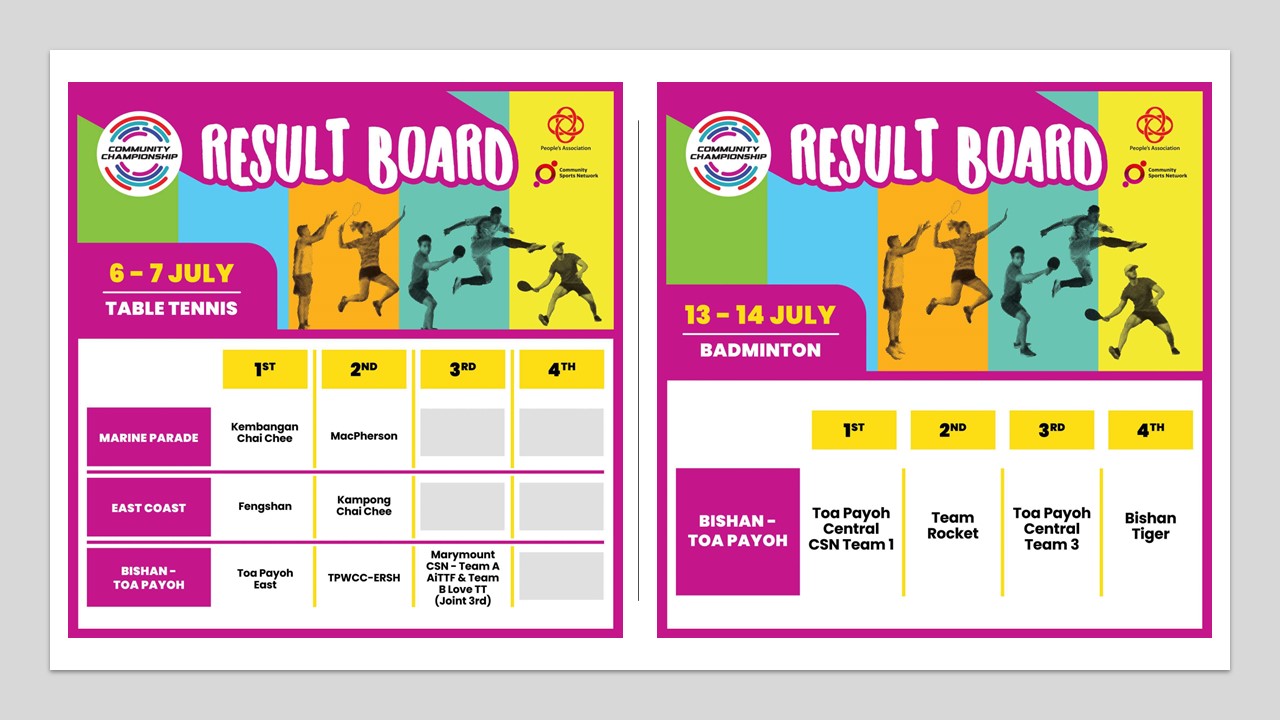 COMMUNITY
CHAMPIONSHIP
RESULT BOARD
People's Association
Community
Sports Network
6 – 7 JULY
TABLE TENNIS
1ST 2ND 3RD 4TH
MARINE PARADE
Kembangan
Chai Chee
MacPherson
EAST COAST
Fengshan
Kampong
Chai Chee
BISHAN –
TOA PAYOH
Toa Payoh
East
TPWCC-ERSH
Marymount
CSN – Team A
AiTTF & Team
B Love TT
(Joint 3rd)
COMMUNITY
CHAMPIONSHIP
RESULT BOARD
People's Association
Community
Sports Network
13 – 14 JULY
BADMINTON
1ST 2ND 3RD 4TH
BISHAN –
TOA PAYOH
Toa Payoh
Central
CSN Team 1
Team
Rocket
Toa Payoh
Central
Team 3
Bishan
Tiger